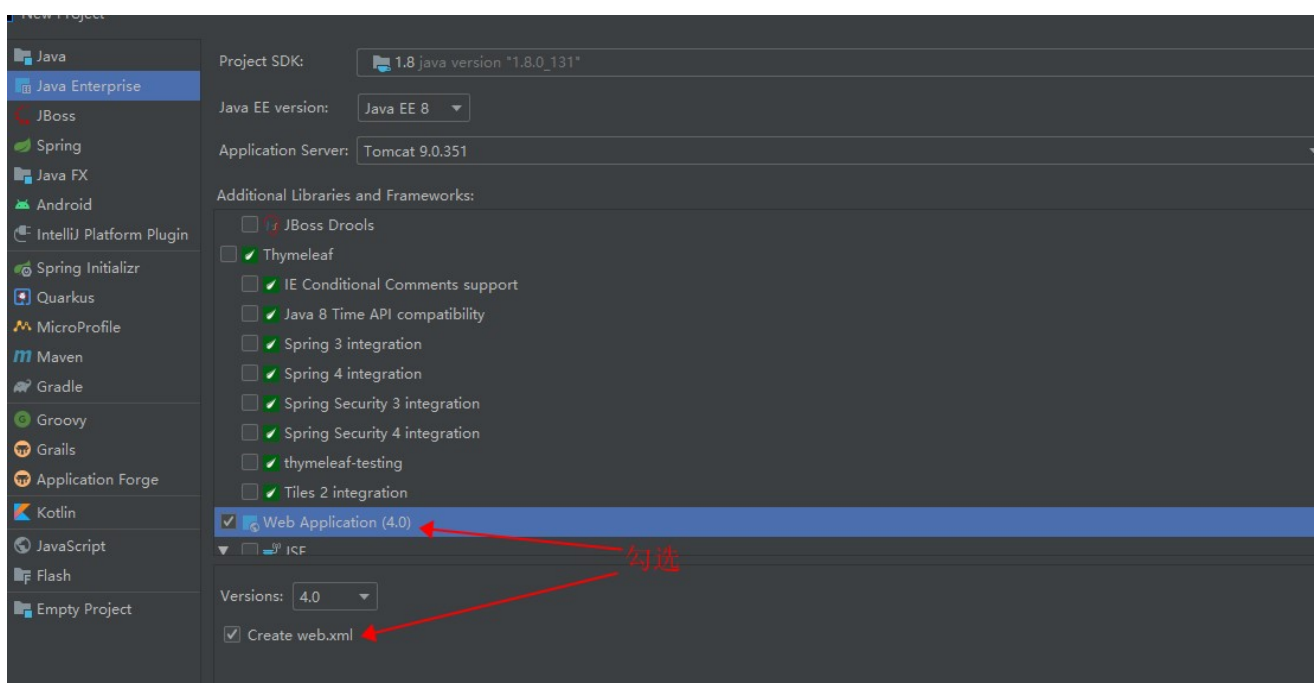 New Project
Java
Java Enterprise
JBoss
Spring
Java FX
Android
IntelliJ Platform Plugin
Spring Initializr
Quarkus
MicroProfile
Maven
Gradle
Groovy
Grails
Application Forge
Kotlin
JavaScript
Flash
Empty Project
Project SDK: 1.8 java version "1.8.0_131"
Java EE version: Java EE 8
Application Server: Tomcat 9.0.351
Additional Libraries and Frameworks:
JBoss Drools
Thymeleaf
IE Conditional Comments support
Java 8 Time API compatibility
Spring 3 integration
Spring 4 integration
Spring Security 3 integration
Spring Security 4 integration
thymeleaf-testing
Tiles 2 integration
Web Application (4.0)
勾选
JSF
Versions: 4.0
Create web.xml